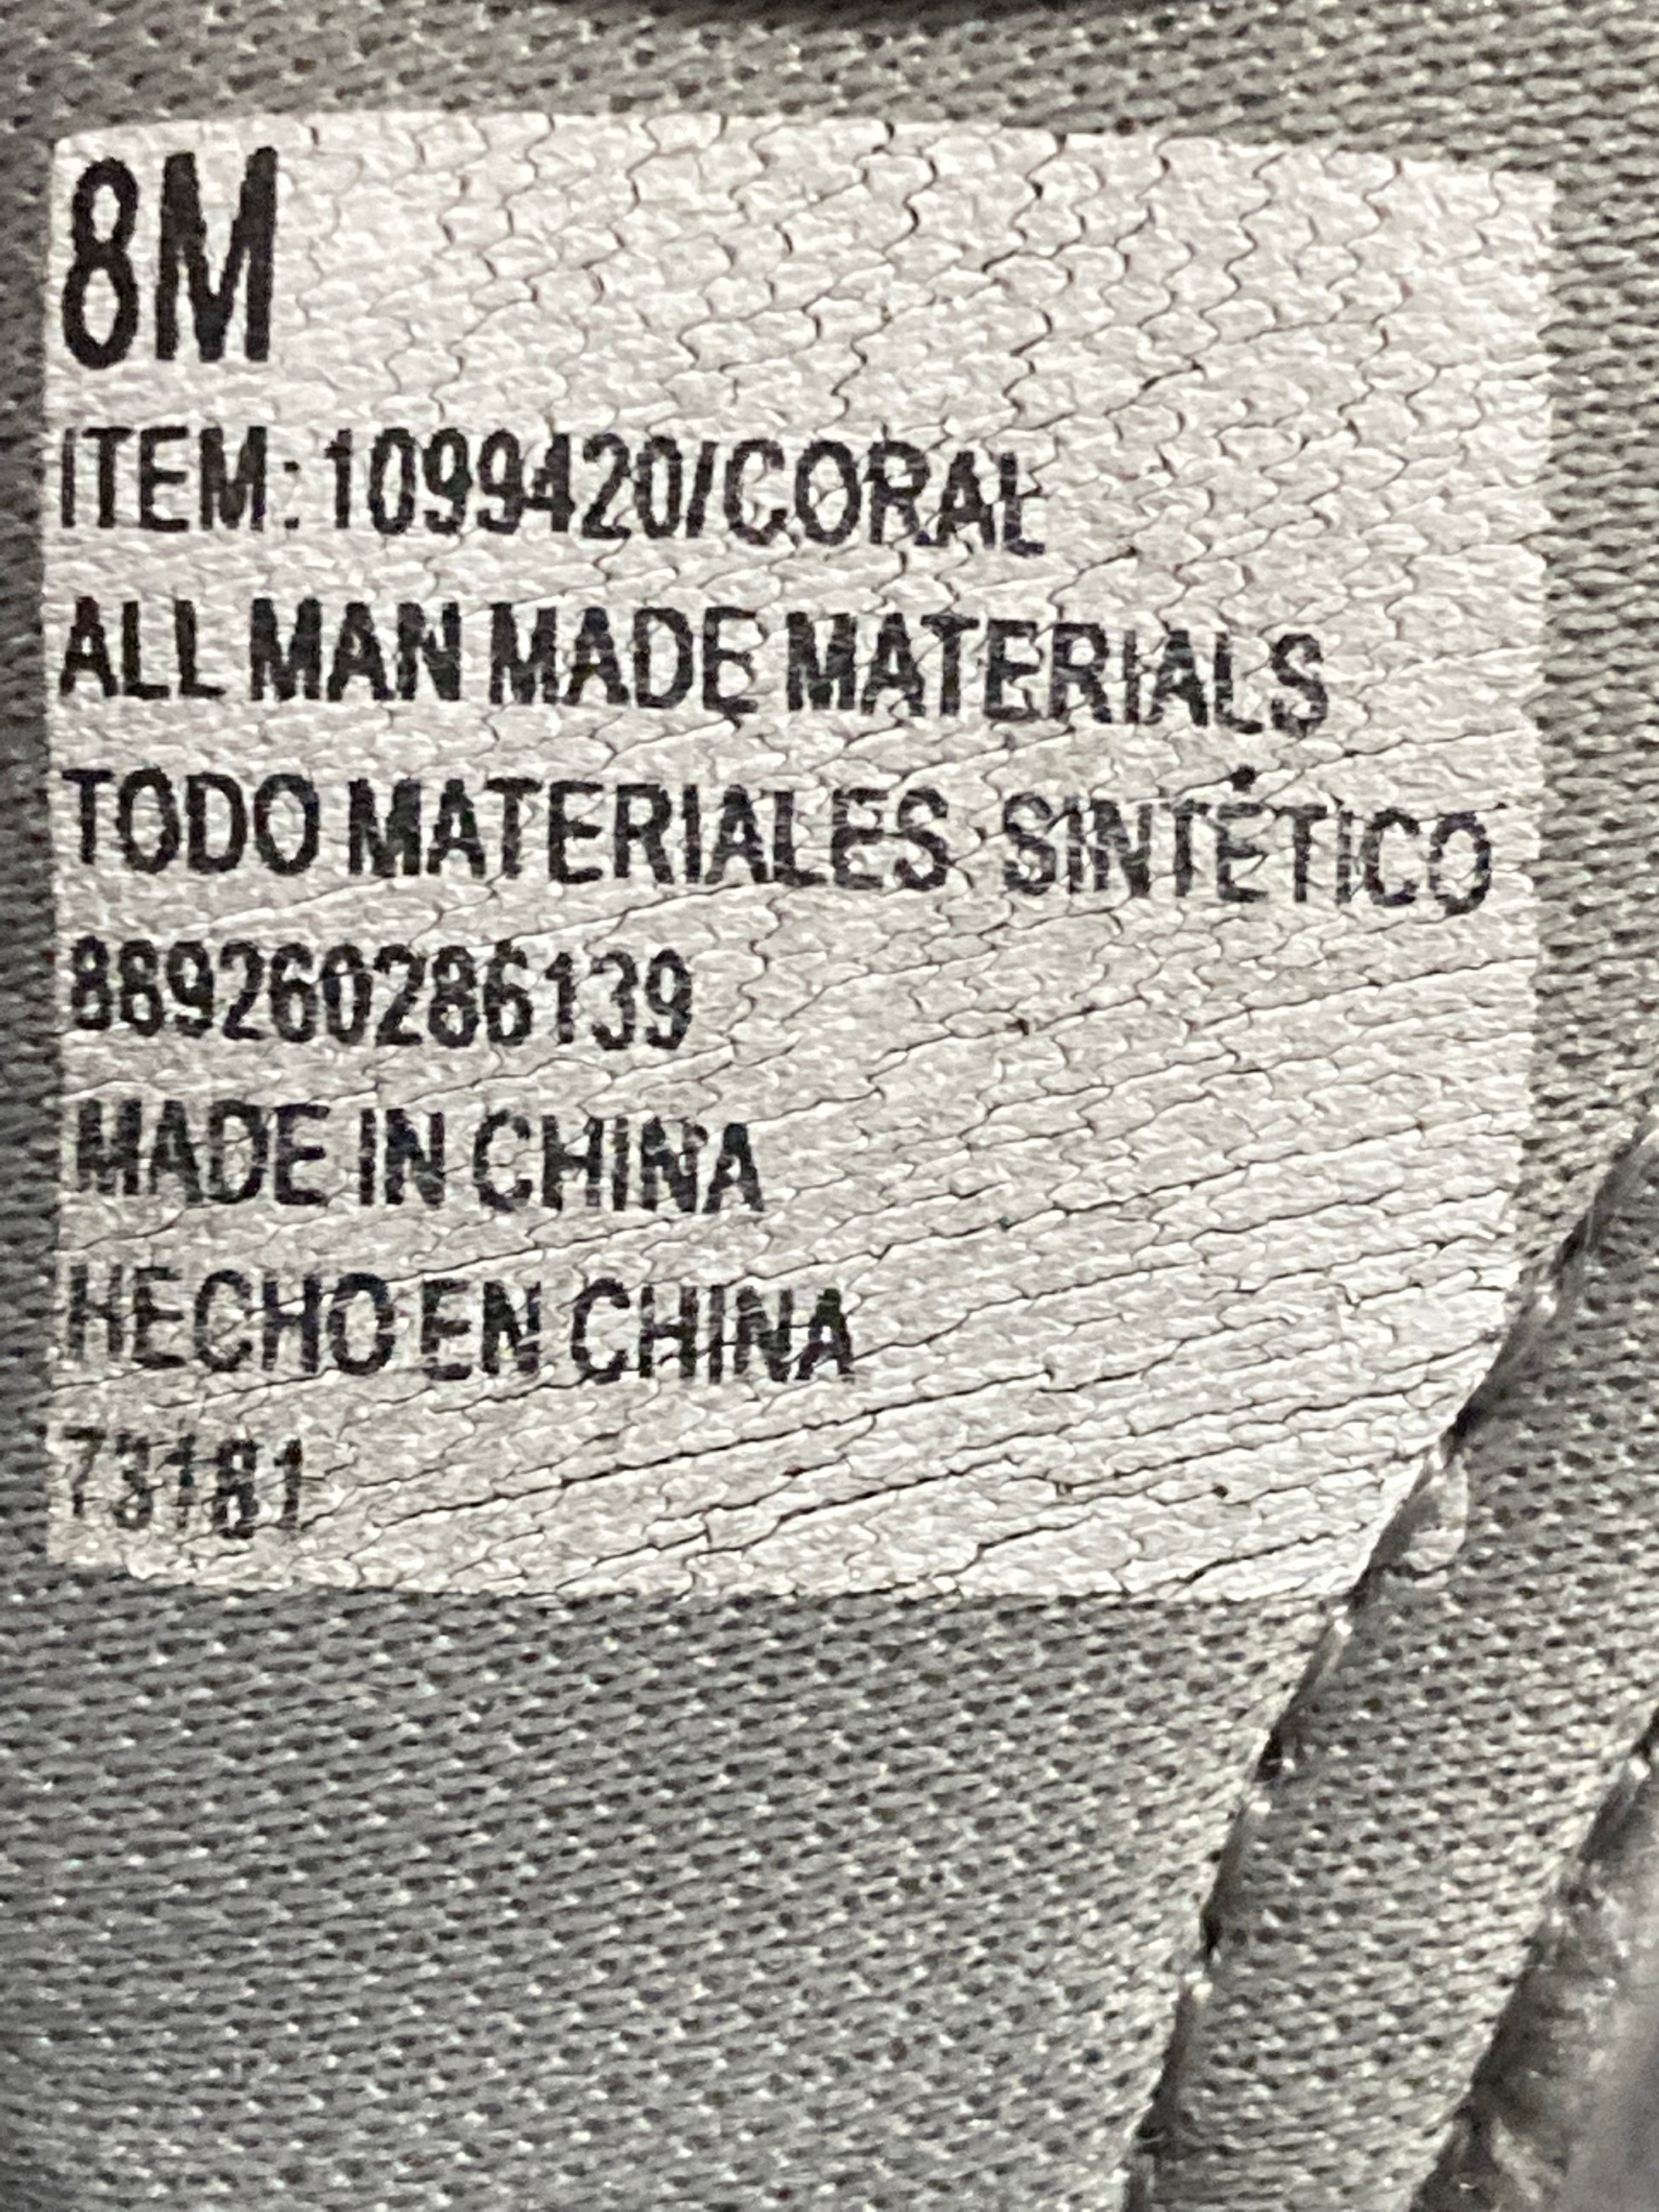 8M
ITEM: 1099420/CORAL
ALL MAN MADE MATERIALS
TODO MATERIALES SINTÉTICO
889260286139
MADE IN CHINA
HECHO EN CHINA
73181